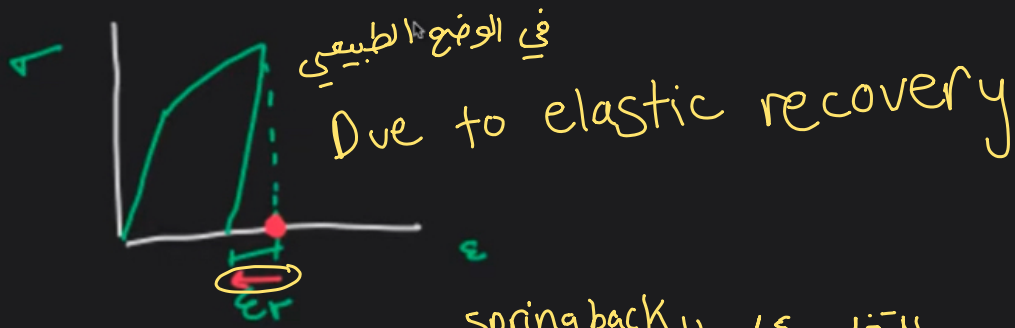 في الوضع الطبيعي
Due to elastic recovery
σ
ε
εr
springback